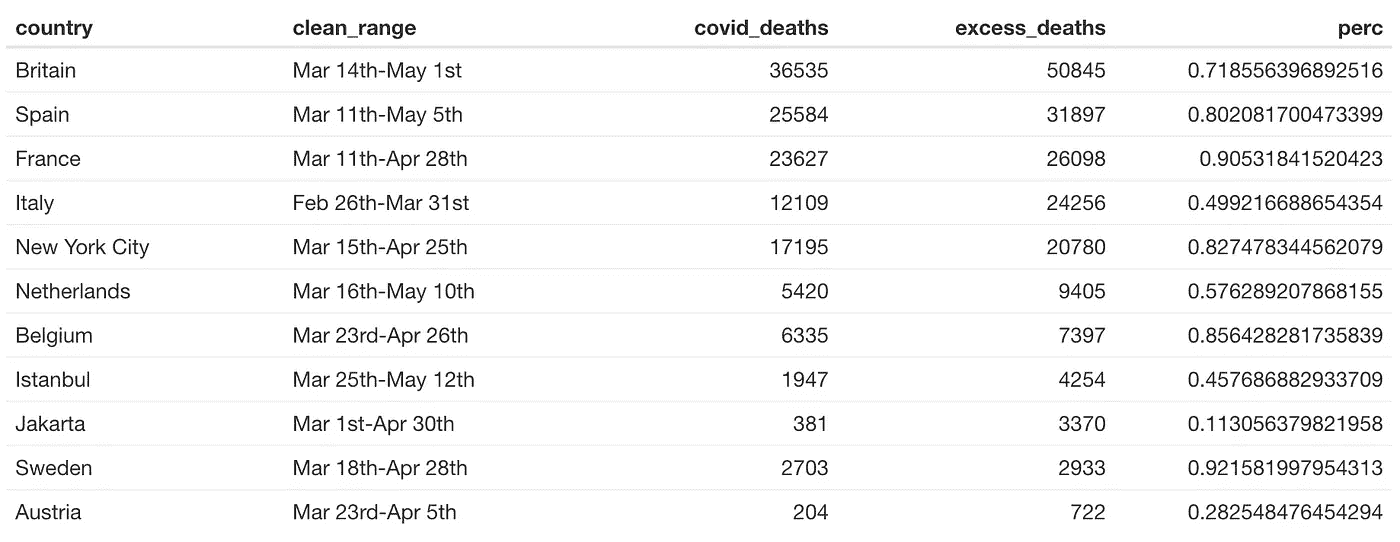 country clean_range covid_deaths excess_deaths perc
Britain Mar 14th-May 1st 36535 50845 0.718556396892516
Spain Mar 11th-May 5th 25584 31897 0.802081700473399
France Mar 11th-Apr 28th 23627 26098 0.90531841520423
Italy Feb 26th-Mar 31st 12109 24256 0.499216688654354
New York City Mar 15th-Apr 25th 17195 20780 0.827478344562079
Netherlands Mar 16th-May 10th 5420 9405 0.576289207868155
Belgium Mar 23rd-Apr 26th 6335 7397 0.856428281735839
Istanbul Mar 25th-May 12th 1947 4254 0.457686882933709
Jakarta Mar 1st-Apr 30th 381 3370 0.113056379821958
Sweden Mar 18th-Apr 28th 2703 2933 0.921581997954313
Austria Mar 23rd-Apr 5th 204 722 0.282548476454294